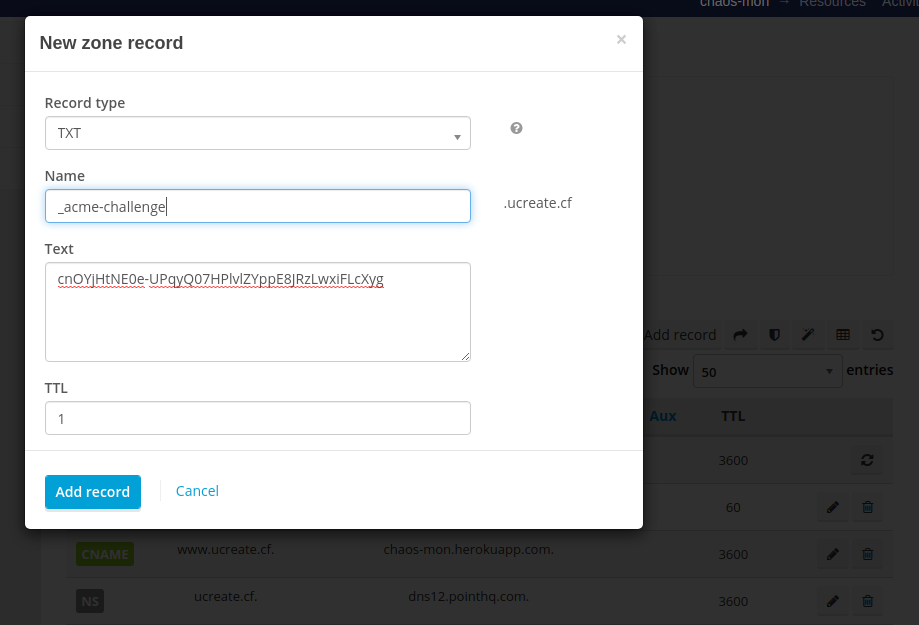 chaos-mon → Resources
New zone record ×
Record type
TXT
Name
_acme-challenge .ucreate.cf
Text
cnOYjHtNE0e-UPqyQ07HPlvlZYppE8JRzLwxiFLcXyg
TTL
1
Add record Cancel
Add record
Show 50 entries
Aux TTL
3600
60
CNAME www.ucreate.cf. chaos-mon.herokuapp.com. 3600
NS ucreate.cf. dns12.pointhq.com. 3600